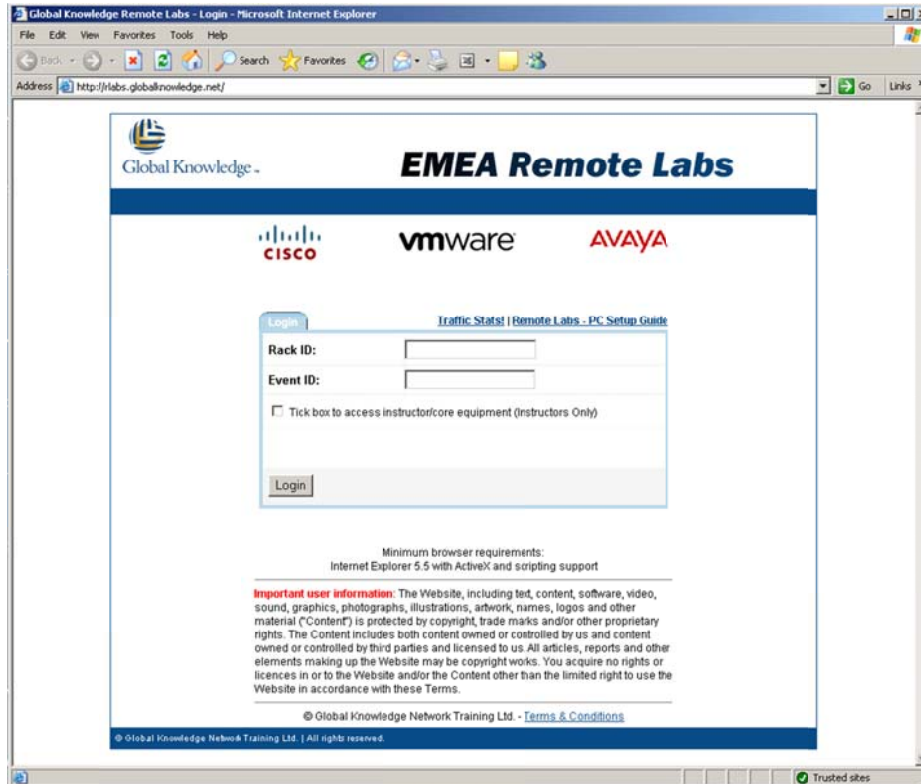 Global Knowledge Remote Labs - Login - Microsoft Internet Explorer
File Edit View Favorites Tools Help
Back Search Favorites
Address http://rlabs.globalknowledge.net/ Go Links
Global Knowledge™
EMEA Remote Labs
CISCO vmware AVAYA
Login
Traffic Stats! | Remote Labs - PC Setup Guide
Rack ID:
Event ID:
Tick box to access instructor/core equipment (Instructors Only)
Login
Minimum browser requirements:
Internet Explorer 5.5 with ActiveX and scripting support
Important user information: The Website, including text, content, software, video,
sound, graphics, photographs, illustrations, artwork, names, logos and other
material ("Content") is protected by copyright, trade marks and/or other proprietary
rights. The Content includes both content owned or controlled by us and content
owned or controlled by third parties and licensed to us. All articles, reports and other
elements making up the Website may be copyright works. You acquire no rights or
licences in or to the Website and/or the Content other than the limited right to use the
Website in accordance with these Terms.
© Global Knowledge Network Training Ltd. - Terms & Conditions
© Global Knowledge Network Training Ltd. | All rights reserved.
Trusted sites